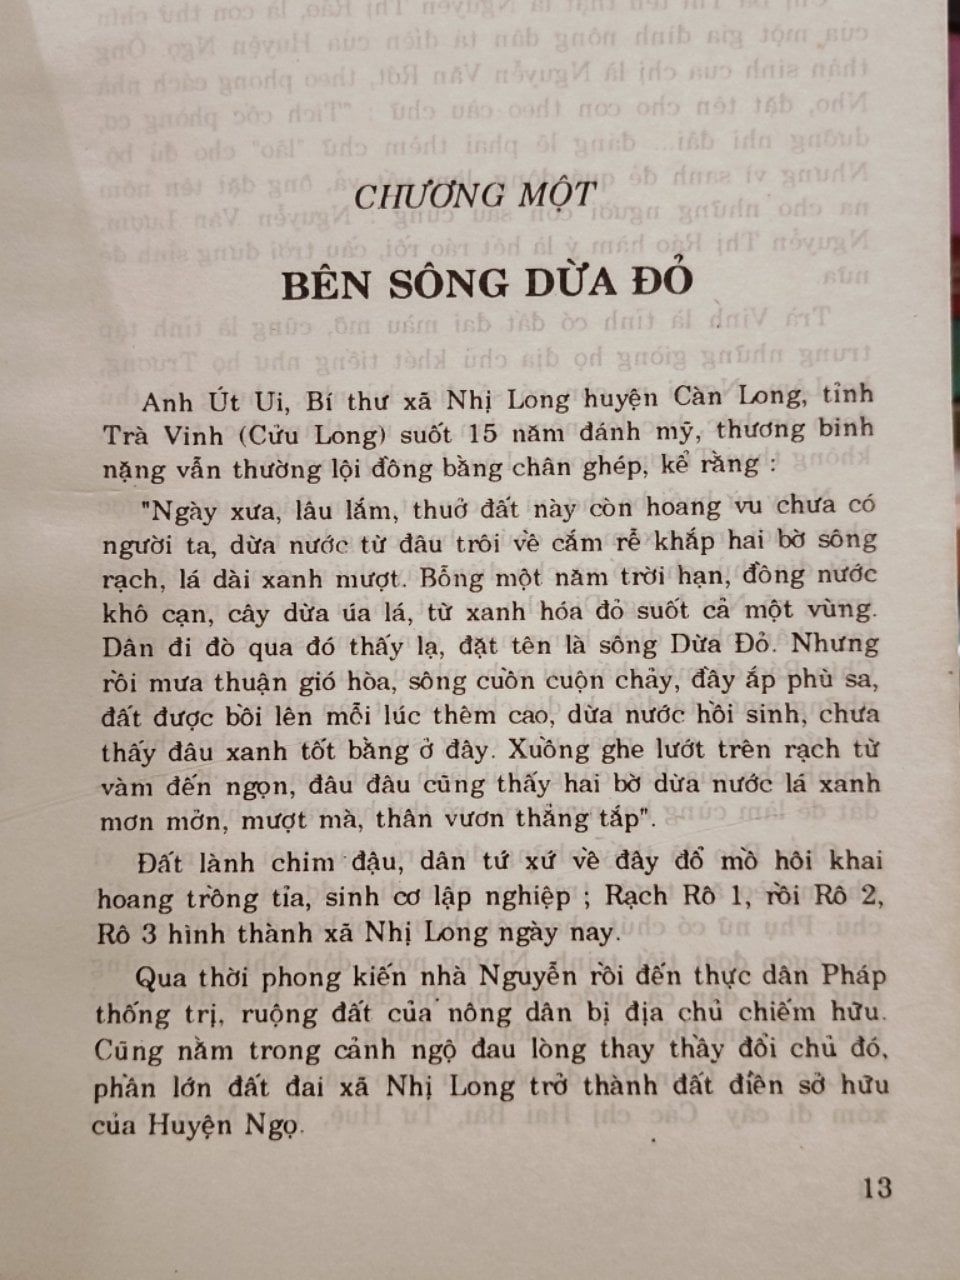 CHƯƠNG MỘT
BÊN SÔNG DỪA ĐỎ
Anh Út Ui, Bí thư xã Nhị Long huyện Càn Long, tỉnh
Trà Vinh (Cửu Long) suốt 15 năm đánh mỹ, thương binh
nặng vẫn thường lội đồng bằng chân ghép, kể rằng :
"Ngày xưa, lâu lắm, thuở đất này còn hoang vu chưa có
người ta, dừa nước từ đâu trôi về cắm rễ khắp hai bờ sông
rạch, lá dài xanh mượt. Bỗng một năm trời hạn, đồng nước
khô cạn, cây dừa úa lá, từ xanh hóa đỏ suốt cả một vùng.
Dân đi đò qua đó thấy lạ, đặt tên là sông Dừa Đỏ. Nhưng
rồi mưa thuận gió hòa, sông cuồn cuộn chảy, đầy ắp phù sa,
đất được bồi lên mỗi lúc thêm cao, dừa nước hồi sinh, chưa
thấy đâu xanh tốt bằng ở đây. Xuồng ghe lướt trên rạch từ
vàm đến ngọn, đâu đâu cũng thấy hai bờ dừa nước lá xanh
mơn mởn, mượt mà, thân vươn thẳng tắp".
Đất lành chim đậu, dân tứ xứ về đây đổ mồ hôi khai
hoang trồng tỉa, sinh cơ lập nghiệp ; Rạch Rô 1, rồi Rô 2,
Rô 3 hình thành xã Nhị Long ngày nay.
Qua thời phong kiến nhà Nguyễn rồi đến thực dân Pháp
thống trị, ruộng đất của nông dân bị địa chủ chiếm hữu.
Cũng nằm trong cảnh ngộ đau lòng thay thầy đổi chủ đó,
phần lớn đất đai xã Nhị Long trở thành đất điền sở hữu
của Huyện Ngọ.
13